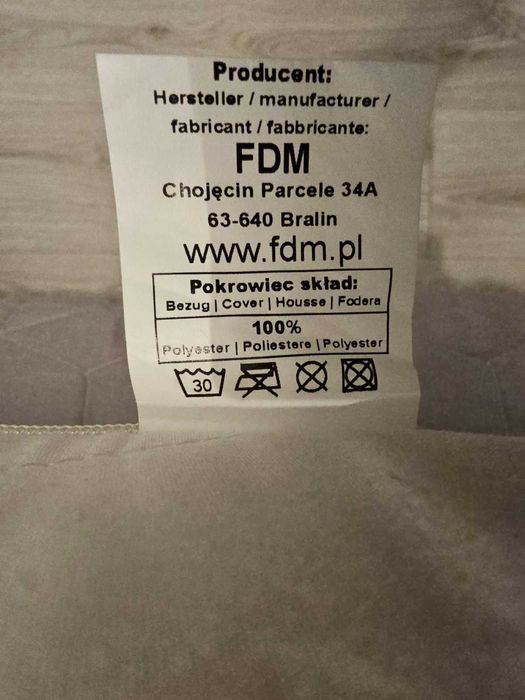 Producent:
Hersteller / manufacturer /
fabricant / fabbricante:
FDM
Chojęcin Parcele 34A
63-640 Bralin
www.fdm.pl
Pokrowiec skład:
Bezug | Cover | Housse | Fodera
100%
Polyester | Poliestere | Polyester
30